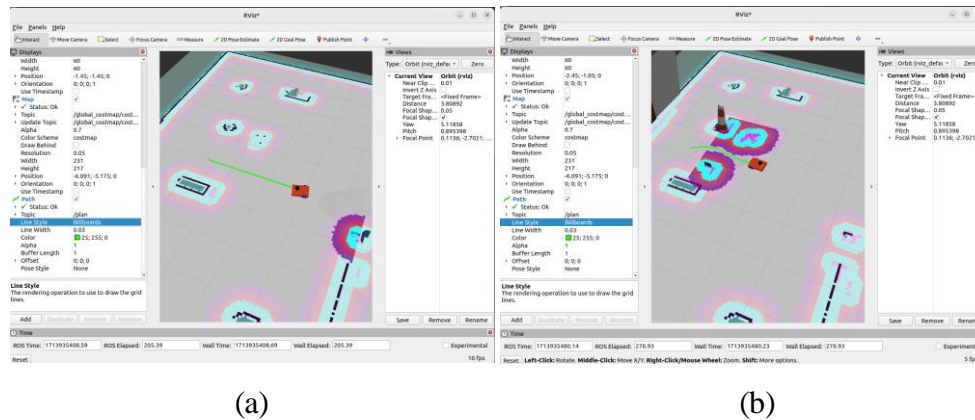 RViz*
File Panels Help
Interact Move Camera Select Focus Camera Measure 2D Pose Estimate 2D Goal Pose Publish Point
Displays
Width 60
Height 60
Position -1.45; -1.45; 0
Orientation 0; 0; 0; 1
Use Timestamp
Map
Status: Ok
Topic /global_costmap/cost...
Update Topic /global_costmap/cost...
Alpha 0.7
Color Scheme costmap
Draw Behind
Resolution 0.05
Width 231
Height 217
Position -6.091; -5.175; 0
Orientation 0; 0; 0; 1
Use Timestamp
Path
Status: Ok
Topic /plan
Line Style Billboards
Line Width 0.03
Color 25; 255; 0
Alpha 1
Buffer Length 1
Offset 0; 0; 0
Pose Style None
Line Style
The rendering operation to use to draw the grid
lines.
Add Duplicate Remove Rename
Views
Type: Orbit (rviz_defau Zero
Current View Orbit (rviz)
Near Clip ... 0.01
Invert Z Axis
Target Fra... <Fixed Frame>
Distance 3.80892
Focal Shap... 0.05
Focal Shap...
Yaw 5.11858
Pitch 0.895398
Focal Point 0.1136; -2.7021; ...
Save Remove Rename
Time
ROS Time: 1713935408.59 ROS Elapsed: 205.39 Wall Time: 1713935408.69 Wall Elapsed: 205.39 Experimental
Reset 10 fps
(a)
RViz*
File Panels Help
Interact Move Camera Select Focus Camera Measure 2D Pose Estimate 2D Goal Pose Publish Point
Displays
Width 60
Height 60
Position -2.45; -1.05; 0
Orientation 0; 0; 0; 1
Use Timestamp
Map
Status: Ok
Topic /global_costmap/cost...
Update Topic /global_costmap/cost...
Alpha 0.7
Color Scheme costmap
Draw Behind
Resolution 0.05
Width 231
Height 217
Position -6.091; -5.175; 0
Orientation 0; 0; 0; 1
Use Timestamp
Path
Status: Ok
Topic /plan
Line Style Billboards
Line Width 0.03
Color 25; 255; 0
Alpha 1
Buffer Length 1
Offset 0; 0; 0
Pose Style None
Line Style
The rendering operation to use to draw the grid
lines.
Add Duplicate Remove Rename
Views
Type: Orbit (rviz_defau Zero
Current View Orbit (rviz)
Near Clip ... 0.01
Invert Z Axis
Target Fra... <Fixed Frame>
Distance 3.80892
Focal Shap... 0.05
Focal Shap...
Yaw 5.11858
Pitch 0.895398
Focal Point 0.1136; -2.7021; ...
Save Remove Rename
Time
ROS Time: 1713935480.14 ROS Elapsed: 276.93 Wall Time: 1713935480.23 Wall Elapsed: 276.93 Experimental
Reset Left-Click: Rotate. Middle-Click: Move X/Y. Right-Click/Mouse Wheel: Zoom. Shift: More options. 5 fps
(b)